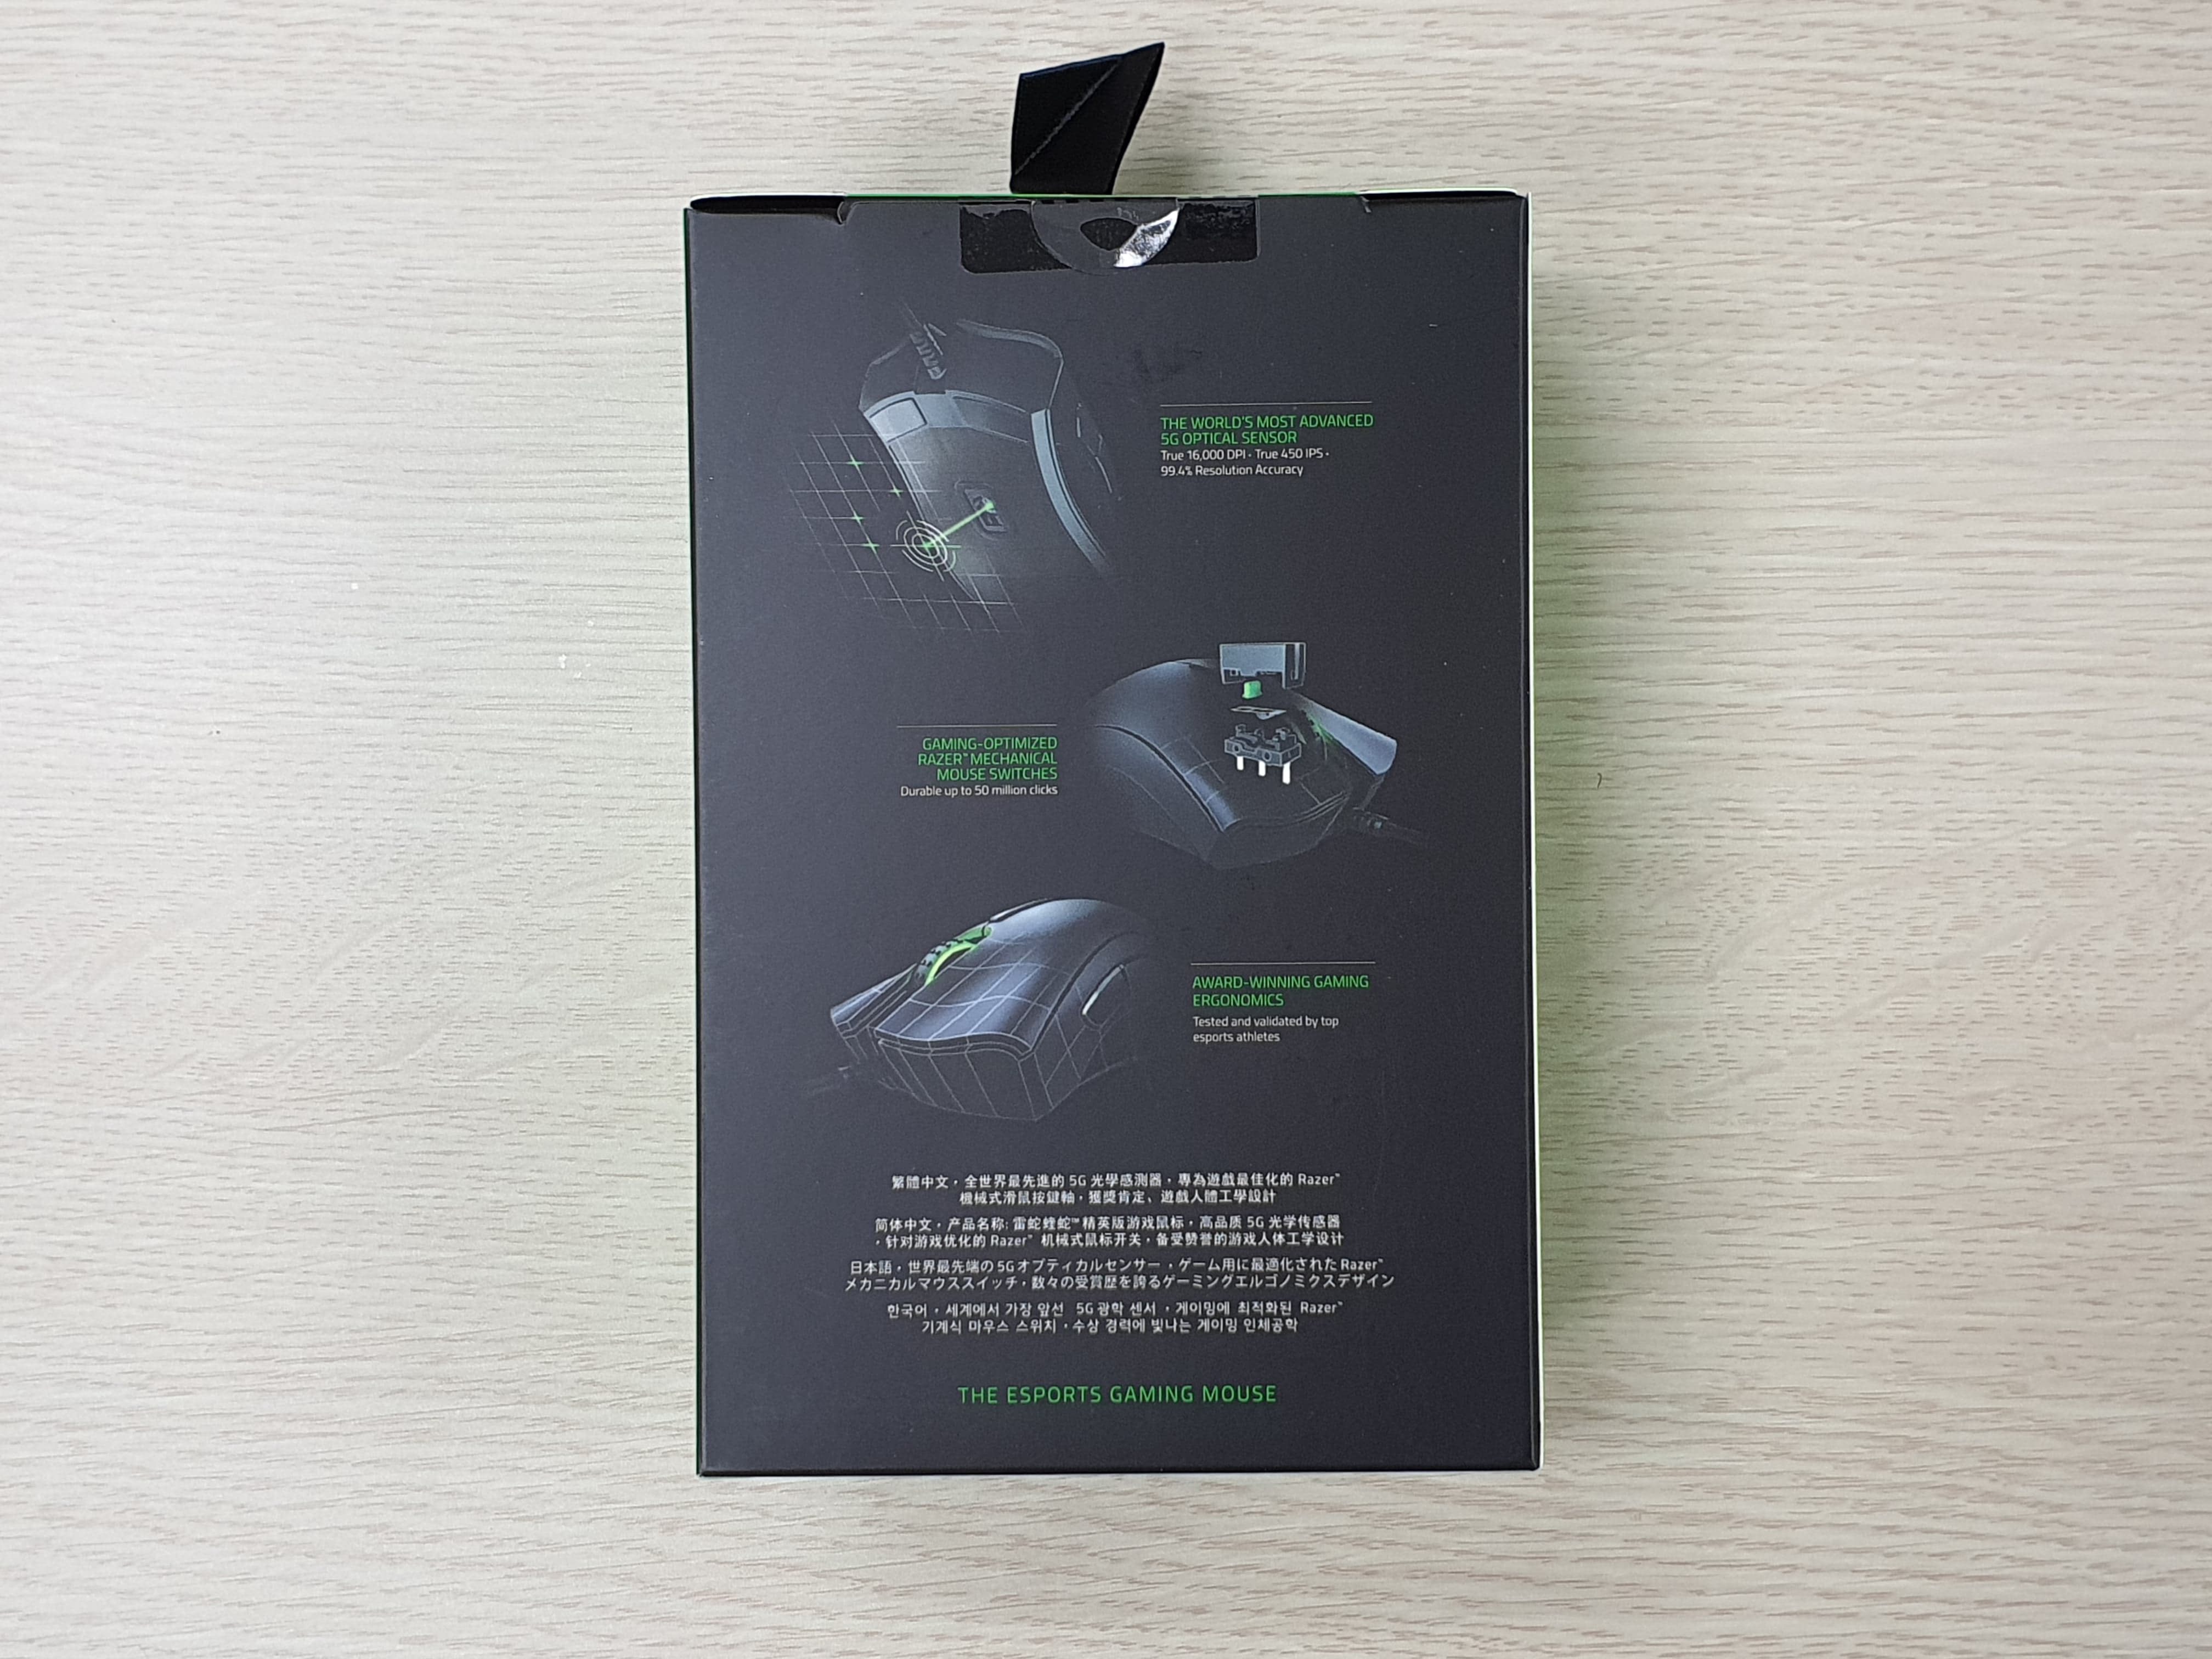 THE WORLD'S MOST ADVANCED
5G OPTICAL SENSOR
True 16,000 DPI · True 450 IPS ·
99.4% Resolution Accuracy
GAMING-OPTIMIZED
RAZER™ MECHANICAL
MOUSE SWITCHES
Durable up to 50 million clicks
AWARD-WINNING GAMING
ERGONOMICS
Tested and validated by top
esports athletes
繁體中文，全世界最先進的 5G 光學感測器，專為遊戲最佳化的 Razer™
機械式滑鼠按鍵軸，獲獎肯定、遊戲人體工學設計
简体中文，产品名称: 雷蛇蝰蛇™ 精英版游戏鼠标，高品质 5G 光学传感器
，针对游戏优化的 Razer™ 机械式鼠标开关，备受赞誉的游戏人体工学设计
日本語・世界最先端の 5G オプティカルセンサー ・ゲーム用に最適化された Razer™
メカニカルマウススイッチ・数々の受賞歴を誇るゲーミングエルゴノミクスデザイン
한국어・세계에서 가장 앞선 5G 광학 센서 ・게이밍에 최적화된 Razer™
기계식 마우스 스위치・수상 경력에 빛나는 게이밍 인체공학
THE ESPORTS GAMING MOUSE